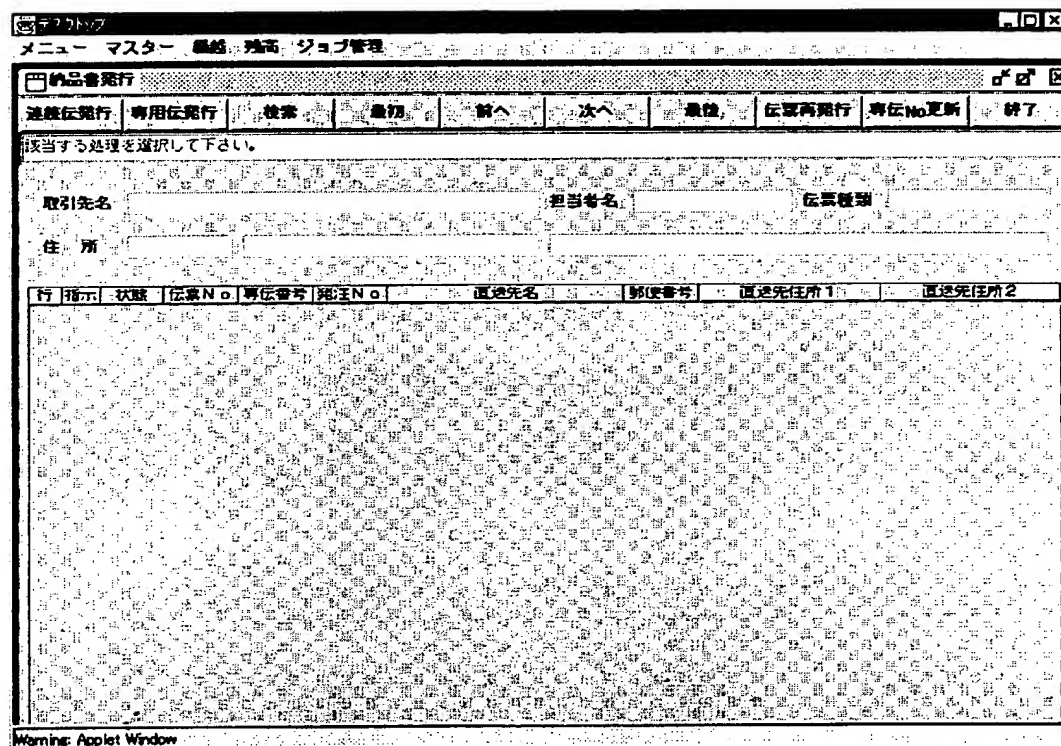 デスクトップ
メニュー マスター 繰越 残高 ジョブ管理
納品書発行
連続伝発行 専用伝発行 検索 最初 前へ 次へ 最後 伝票再発行 専伝No更新 終了
該当する処理を選択して下さい。
取引先名 担当者名 伝票種類
住 所
行 指示 状態 伝票No 専伝番号 発注No 直送先名 郵便番号 直送先住所1 直送先住所2
Warning: Applet Window